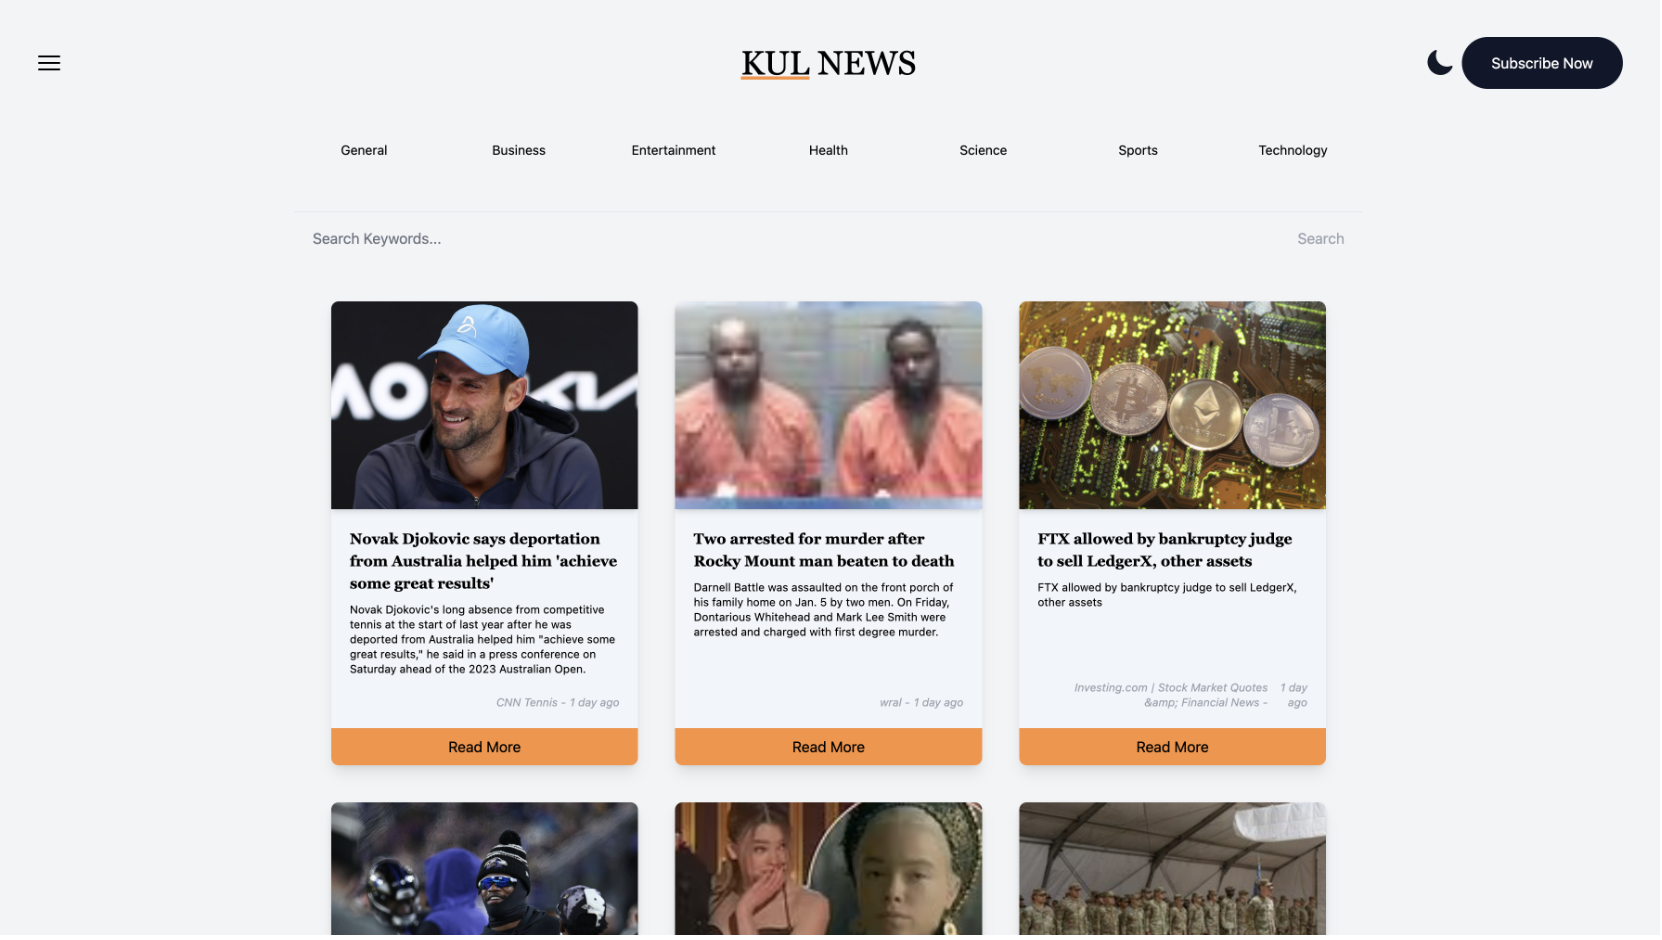 KUL NEWS
Subscribe Now
General
Business
Entertainment
Health
Science
Sports
Technology
Search Keywords...
Search
Novak Djokovic says deportation
from Australia helped him 'achieve
some great results'
Novak Djokovic's long absence from competitive
tennis at the start of last year after he was
deported from Australia helped him "achieve some
great results," he said in a press conference on
Saturday ahead of the 2023 Australian Open.
CNN Tennis - 1 day ago
Read More
Two arrested for murder after
Rocky Mount man beaten to death
Darnell Battle was assaulted on the front porch of
his family home on Jan. 5 by two men. On Friday,
Dontarious Whitehead and Mark Lee Smith were
arrested and charged with first degree murder.
wral - 1 day ago
Read More
FTX allowed by bankruptcy judge
to sell LedgerX, other assets
FTX allowed by bankruptcy judge to sell LedgerX,
other assets
Investing.com | Stock Market Quotes 1 day
&amp; Financial News - ago
Read More